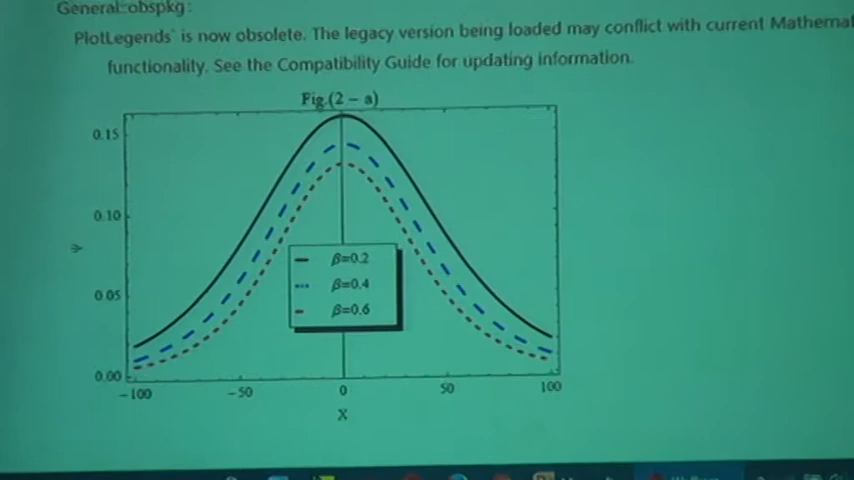 General::obspkg:
PlotLegends` is now obsolete. The legacy version being loaded may conflict with current
functionality. See the Compatibility Guide for updating information.
Fig.(2 – a)
0.15
0.10
0.05
0.00
ψ
β=0.2
β=0.4
β=0.6
−100
−50
0
50
100
X